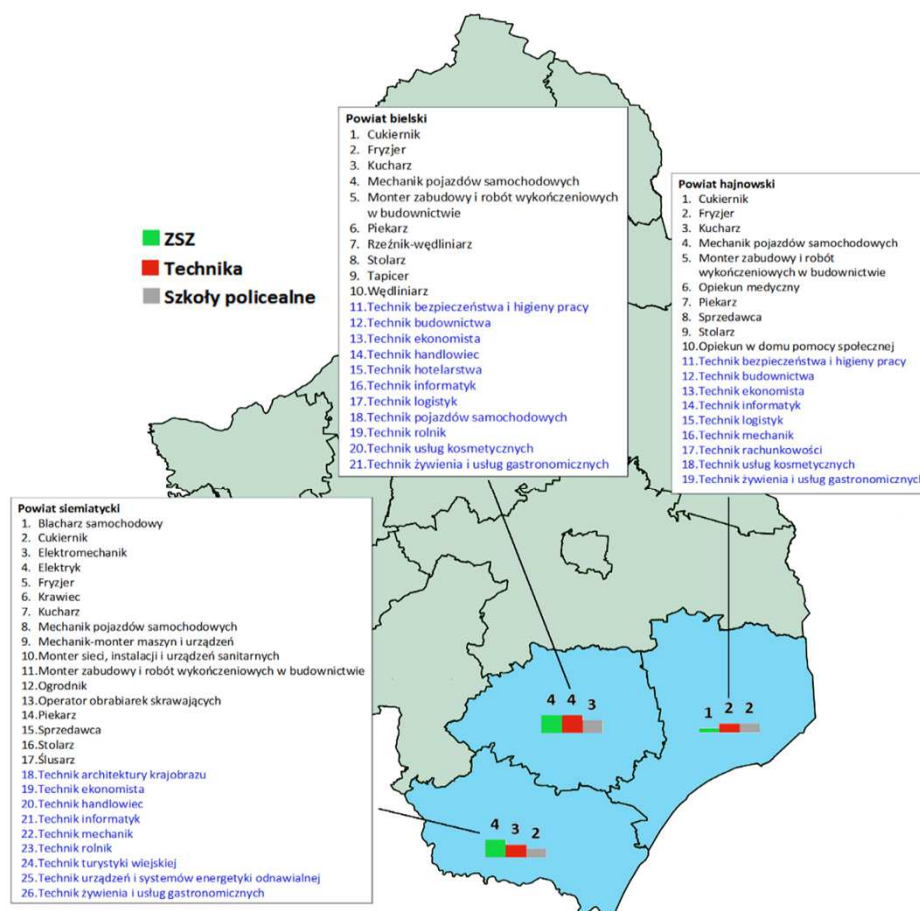 Powiat bielski
1. Cukiernik
2. Fryzjer
3. Kucharz
4. Mechanik pojazdów samochodowych
5. Monter zabudowy i robót wykończeniowych
w budownictwie
6. Piekarz
7. Rzeźnik-wędliniarz
8. Stolarz
9. Tapicer
10. Wędliniarz
11.Technik bezpieczeństwa i higieny pracy
12.Technik budownictwa
13.Technik ekonomista
14.Technik handlowiec
15.Technik hotelarstwa
16.Technik informatyk
17.Technik logistyk
18.Technik pojazdów samochodowych
19.Technik rolnik
20.Technik usług kosmetycznych
21.Technik żywienia i usług gastronomicznych
Powiat hajnowski
1. Cukiernik
2. Fryzjer
3. Kucharz
4. Mechanik pojazdów samochodowych
5. Monter zabudowy i robót
wykończeniowych w budownictwie
6. Opiekun medyczny
7. Piekarz
8. Sprzedawca
9. Stolarz
10.Opiekun w domu pomocy społecznej
11.Technik bezpieczeństwa i higieny pracy
12.Technik budownictwa
13.Technik ekonomista
14.Technik informatyk
15.Technik logistyk
16.Technik mechanik
17.Technik rachunkowości
18.Technik usług kosmetycznych
19.Technik żywienia i usług gastronomicznych
ZSZ
Technika
Szkoły policealne
Powiat siemiatycki
1. Blacharz samochodowy
2. Cukiernik
3. Elektromechanik
4. Elektryk
5. Fryzjer
6. Krawiec
7. Kucharz
8. Mechanik pojazdów samochodowych
9. Mechanik-monter maszyn i urządzeń
10.Monter sieci, instalacji i urządzeń sanitarnych
11.Monter zabudowy i robót wykończeniowych w budownictwie
12.Ogrodnik
13.Operator obrabiarek skrawających
14.Piekarz
15.Sprzedawca
16.Stolarz
17.Ślusarz
18.Technik architektury krajobrazu
19.Technik ekonomista
20.Technik handlowiec
21.Technik informatyk
22.Technik mechanik
23.Technik rolnik
24.Technik turystyki wiejskiej
25.Technik urządzeń i systemów energetyki odnawialnej
26.Technik żywienia i usług gastronomicznych
4 4 3
1 2 2
4 3 2